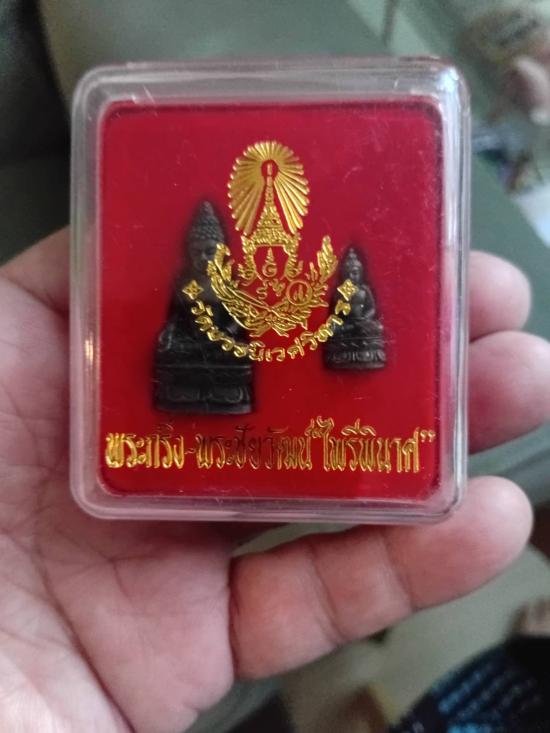 วัดบวรนิเวศวิหาร
พระกริ่ง-พระชัยวัฒน์ "ไพรีพินาศ"